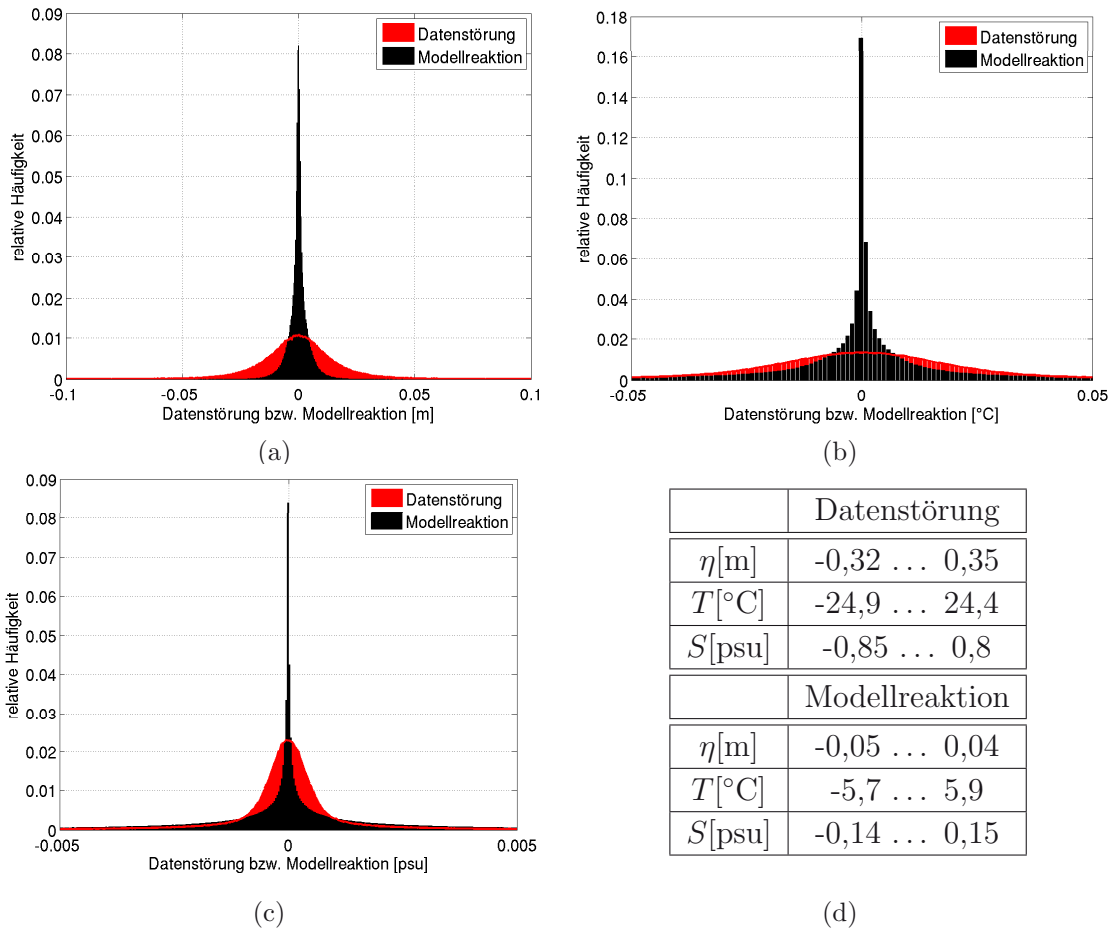 0.09
0.08
0.07
0.06
0.05
0.04
0.03
0.02
0.01
0
-0.1
-0.05
0
0.05
0.1
relative Häufigkeit
Datenstörung bzw. Modellreaktion [m]
Datenstörung
Modellreaktion
(a)
0.18
0.16
0.14
0.12
0.1
0.08
0.06
0.04
0.02
0
-0.05
0
0.05
relative Häufigkeit
Datenstörung bzw. Modellreaktion [°C]
Datenstörung
Modellreaktion
(b)
0.09
0.08
0.07
0.06
0.05
0.04
0.03
0.02
0.01
0
-0.005
0
0.005
relative Häufigkeit
Datenstörung bzw. Modellreaktion [psu]
Datenstörung
Modellreaktion
(c)
Datenstörung
η[m] -0,32 ... 0,35
T[°C] -24,9 ... 24,4
S[psu] -0,85 ... 0,8
Modellreaktion
η[m] -0,05 ... 0,04
T[°C] -5,7 ... 5,9
S[psu] -0,14 ... 0,15
(d)